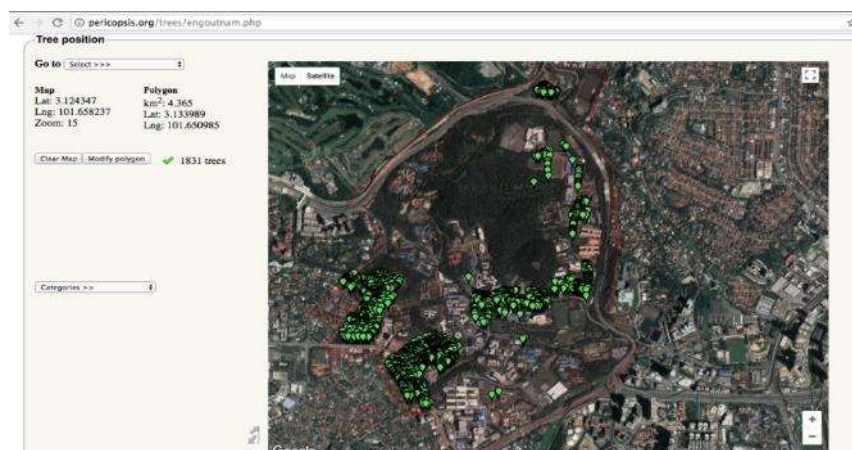 pericopsis.org/trees/engoutnam.php
Tree position
Go to Select >>>
Map Polygon
Lat: 3.124347 km²: 4.365
Lng: 101.658237 Lat: 3.133989
Zoom: 15 Lng: 101.650985
Clear Map Modify polygon 1831 trees
Categories >>
Map Satellite
Google